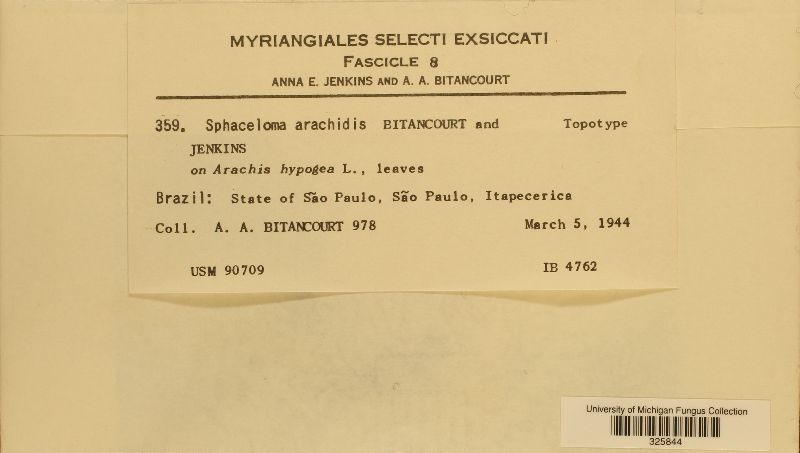 MYRIANGIALES SELECTI EXSICCATI
FASCICLE 8
ANNA E. JENKINS AND A. A. BITANCOURT
359. Sphaceloma arachidis BITANCOURT and Topotype
JENKINS
on Arachis hypogea L., leaves
Brazil: State of São Paulo, São Paulo, Itapecerica
Coll. A. A. BITANCOURT 978 March 5, 1944
USM 90709 IB 4762
University of Michigan Fungus Collection
325844